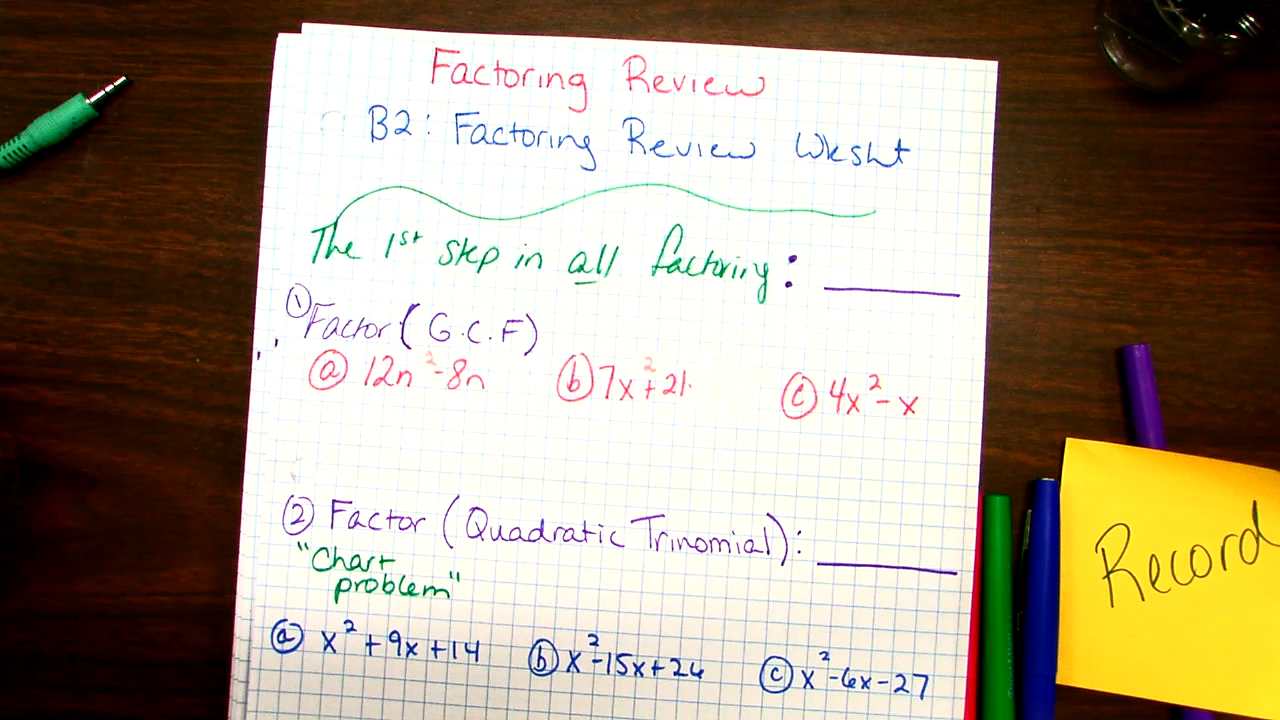 Factoring Review
B2: Factoring Review Wksht
The 1st step in all factoring:
① Factor (G.C.F)
ⓐ 12n² - 8n ⓑ 7x² + 21 ⓒ 4x² - x
② Factor (Quadratic Trinomial):
"Chart
problem"
ⓐ x² + 9x + 14 ⓑ x² - 15x + 26 ⓒ x² - 6x - 27
Record